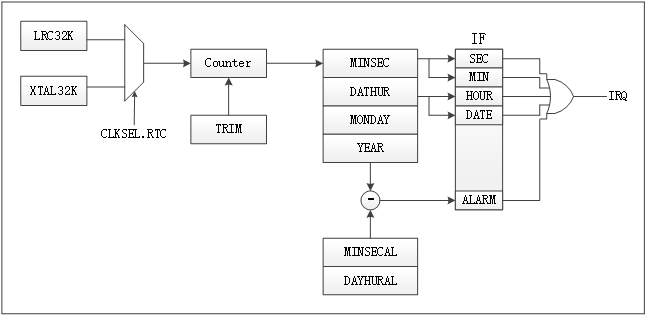 LRC32K
XTAL32K
CLKSEL.RTC
Counter
TRIM
MINSEC
DATHUR
MONDAY
YEAR
-
MINSECAL
DAYHURAL
IF
SEC
MIN
HOUR
DATE
ALARM
IRQ